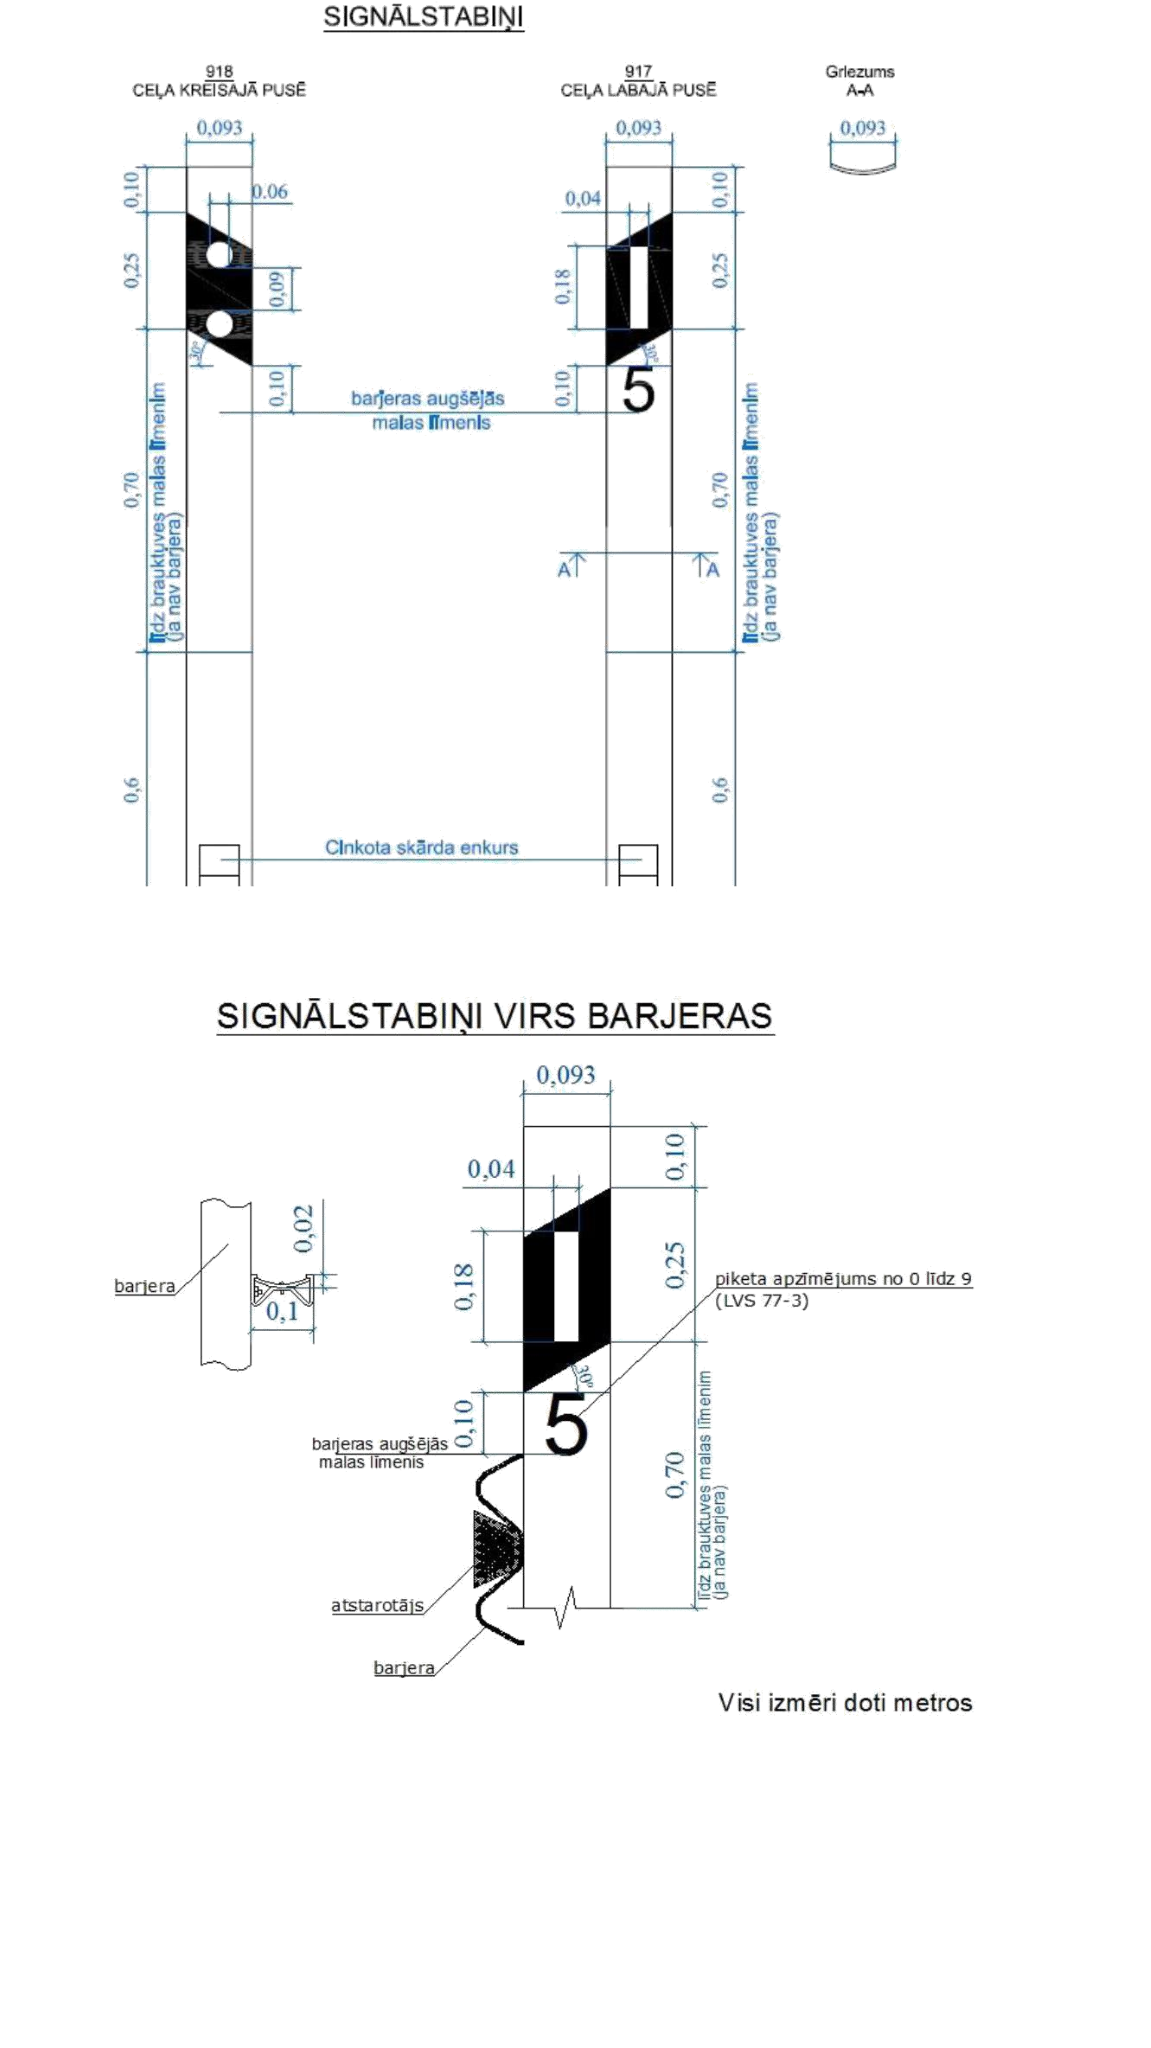 SIGNĀLSTABIŅI
918
CEĻA KREISAJĀ PUSĒ
917
CEĻA LABAJĀ PUSĒ
Griezums
A-A
0,093
0,093
0,093
0,10
0.06
0,04
0,10
0,25
0,09
0,18
0,25
30°
30°
0,10
0,10
5
barjeras augšējās
malas līmenis
0,70
līdz brauktuves malas līmenim
(ja nav barjera)
0,70
līdz brauktuves malas līmenim
(ja nav barjera)
A
A
0,6
0,6
Cinkota skārda enkurs
SIGNĀLSTABIŅI VIRS BARJERAS
0,093
0,10
0,04
0,02
barjera
0,1
0,18
0,25
piketa apzīmējums no 0 līdz 9
(LVS 77-3)
30°
0,10
5
barjeras augšējās
malas līmenis
0,70
līdz brauktuves malas līmenim
(ja nav barjera)
atstarotājs
barjera
Visi izmēri doti metros